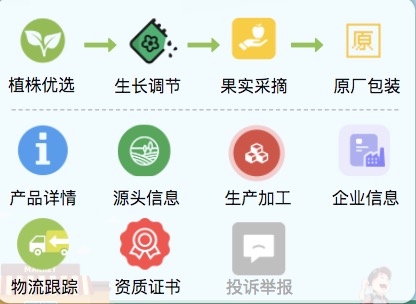 原
植株优选 生长调节 果实采摘 原厂包装
产品详情 源头信息 生产加工 企业信息
物流跟踪 资质证书 投诉举报